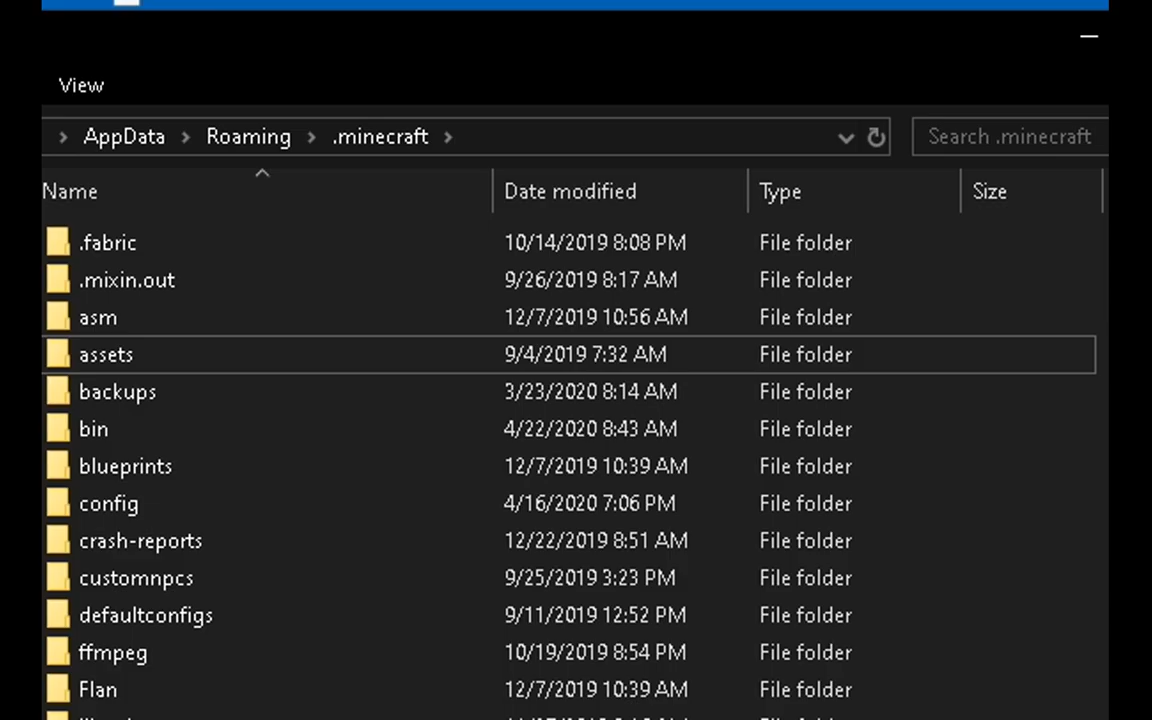 View
AppData Roaming .minecraft Search .minecraft
Name Date modified Type Size
.fabric 10/14/2019 8:08 PM File folder
.mixin.out 9/26/2019 8:17 AM File folder
asm 12/7/2019 10:56 AM File folder
assets 9/4/2019 7:32 AM File folder
backups 3/23/2020 8:14 AM File folder
bin 4/22/2020 8:43 AM File folder
blueprints 12/7/2019 10:39 AM File folder
config 4/16/2020 7:06 PM File folder
crash-reports 12/22/2019 8:51 AM File folder
customnpcs 9/25/2019 3:23 PM File folder
defaultconfigs 9/11/2019 12:52 PM File folder
ffmpeg 10/19/2019 8:54 PM File folder
Flan 12/7/2019 10:39 AM File folder